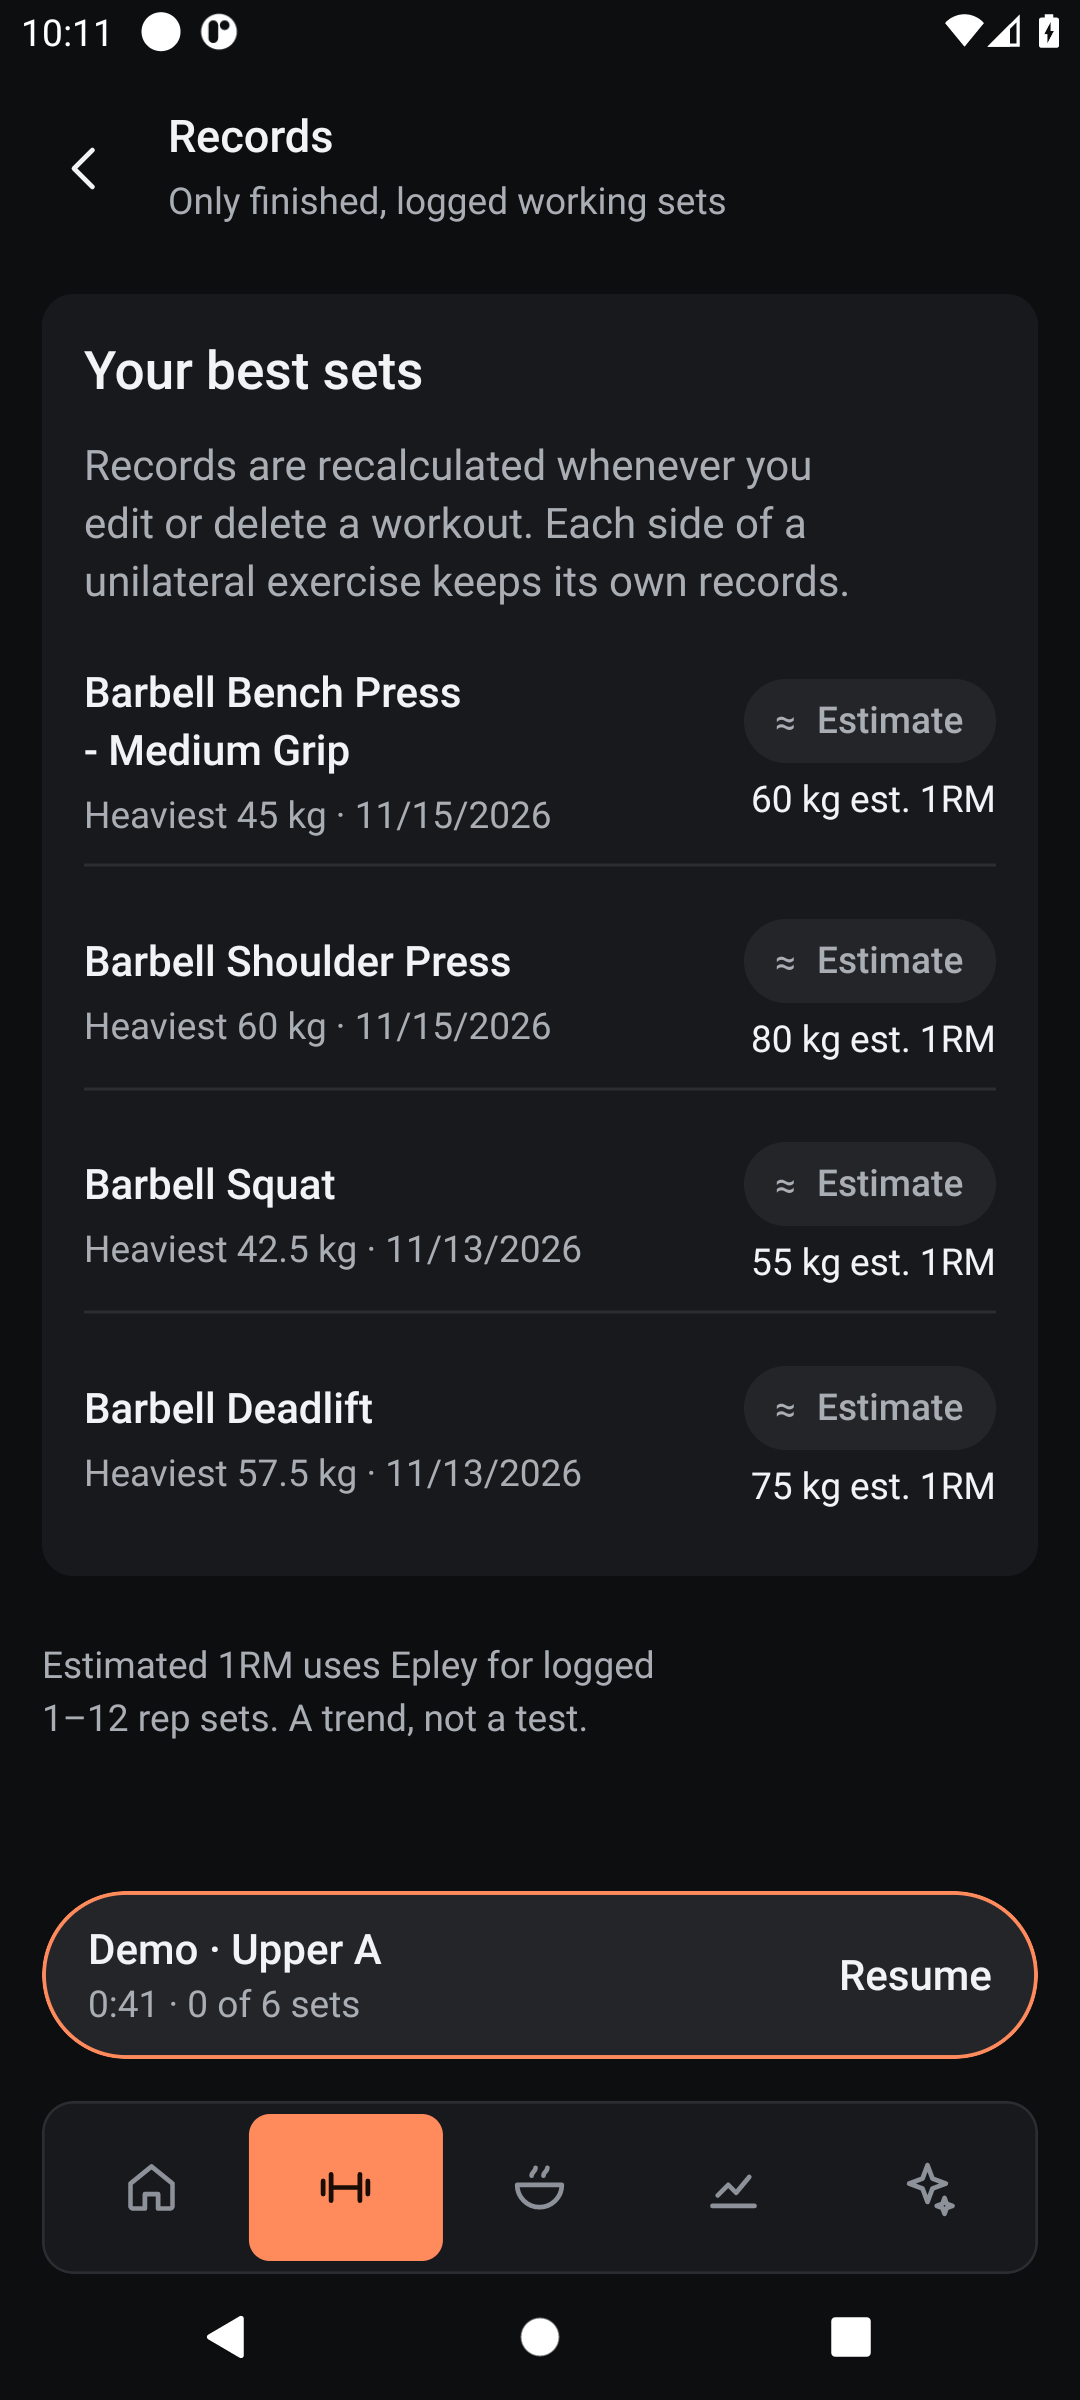 10:11
Records
Only finished, logged working sets
Your best sets
Records are recalculated whenever you
edit or delete a workout. Each side of a
unilateral exercise keeps its own records.
Barbell Bench Press
- Medium Grip
Heaviest 45 kg · 11/15/2026
≈ Estimate
60 kg est. 1RM
Barbell Shoulder Press
Heaviest 60 kg · 11/15/2026
≈ Estimate
80 kg est. 1RM
Barbell Squat
Heaviest 42.5 kg · 11/13/2026
≈ Estimate
55 kg est. 1RM
Barbell Deadlift
Heaviest 57.5 kg · 11/13/2026
≈ Estimate
75 kg est. 1RM
Estimated 1RM uses Epley for logged
1–12 rep sets. A trend, not a test.
Demo · Upper A
0:41 · 0 of 6 sets
Resume